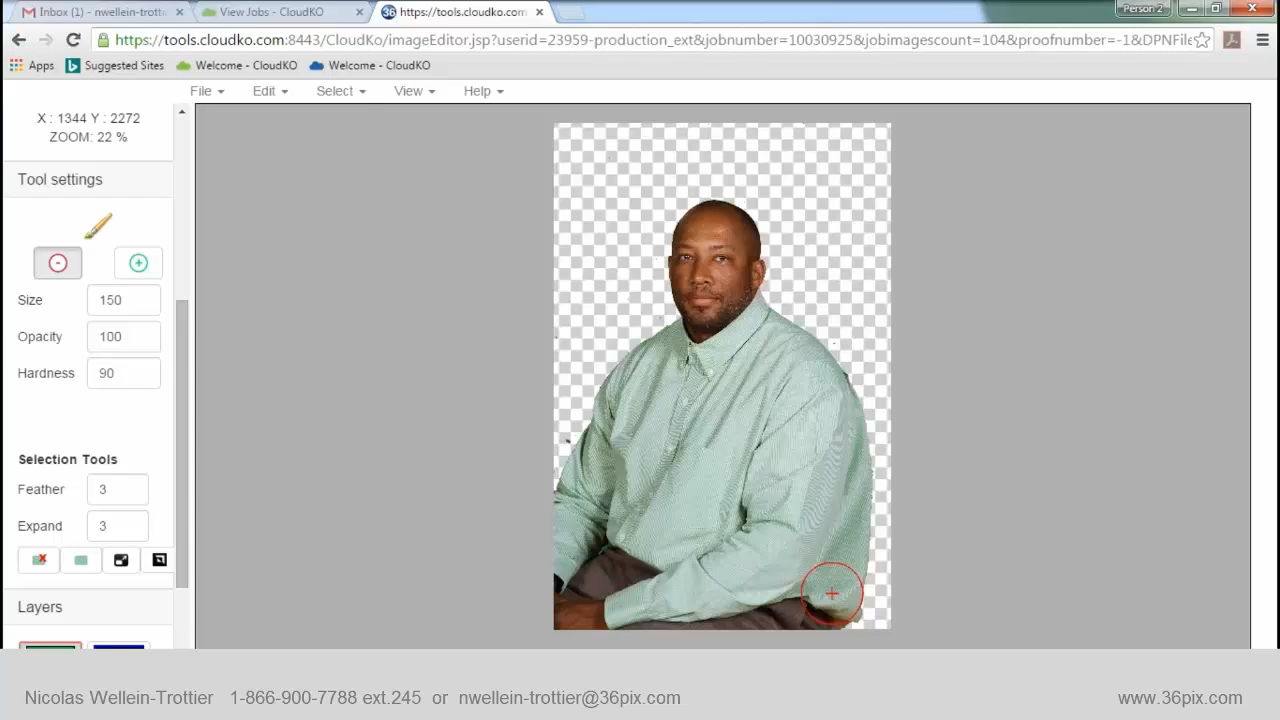 Inbox (1) - nwellein-trotti
View Jobs - CloudKO
36 https://tools.cloudko.com
Person 2
https://tools.cloudko.com:8443/CloudKo/imageEditor.jsp?userid=23959-production_ext&jobnumber=10030925&jobimagescount=104&proofnumber=-1&DPNFile
Apps
Suggested Sites
Welcome - CloudKO
Welcome - CloudKO
File Edit Select View Help
X : 1344 Y : 2272
ZOOM: 22 %
Tool settings
Size 150
Opacity 100
Hardness 90
Selection Tools
Feather 3
Expand 3
Layers
Nicolas Wellein-Trottier 1-866-900-7788 ext.245 or nwellein-trottier@36pix.com
www.36pix.com